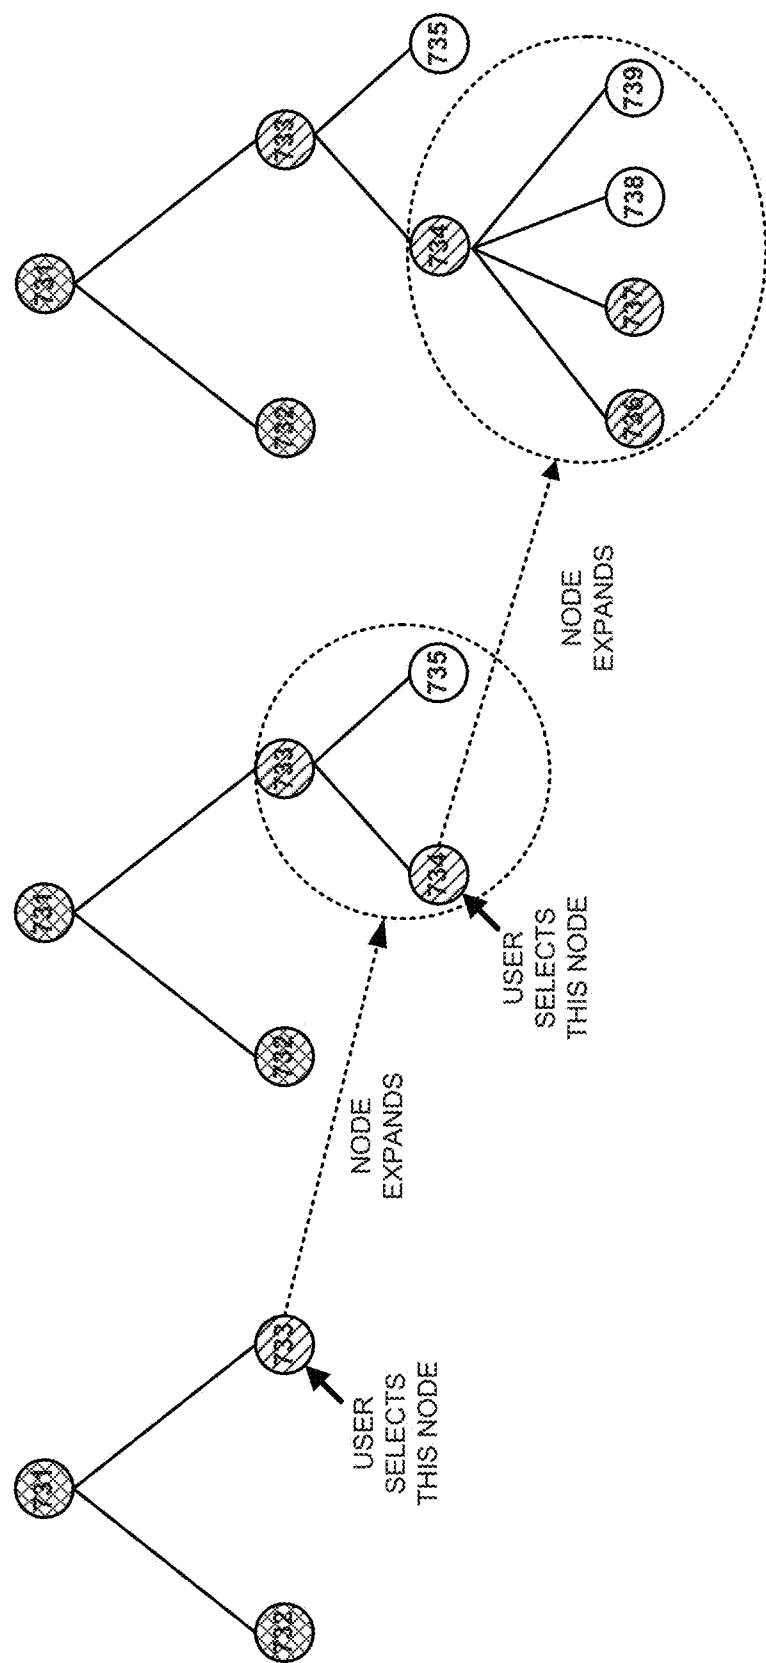 731
732
733
USER
SELECTS
THIS NODE
NODE
EXPANDS
731
732
733
734
735
USER
SELECTS
THIS NODE
NODE
EXPANDS
731
732
733
734
735
736
737
738
739